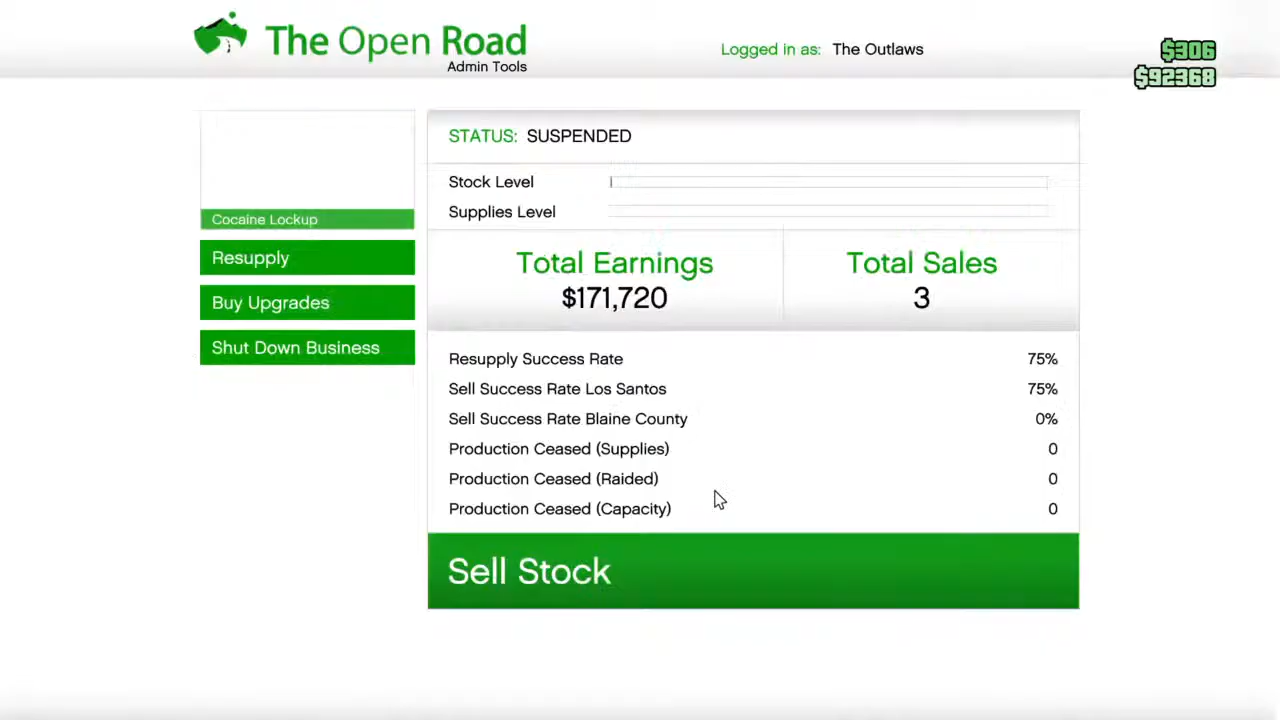 The Open Road
Admin Tools
Logged in as: The Outlaws
$306
$92368
Cocaine Lockup
Resupply
Buy Upgrades
Shut Down Business
STATUS: SUSPENDED
Stock Level
Supplies Level
Total Earnings
$171,720
Total Sales
3
Resupply Success Rate 75%
Sell Success Rate Los Santos 75%
Sell Success Rate Blaine County 0%
Production Ceased (Supplies) 0
Production Ceased (Raided) 0
Production Ceased (Capacity) 0
Sell Stock